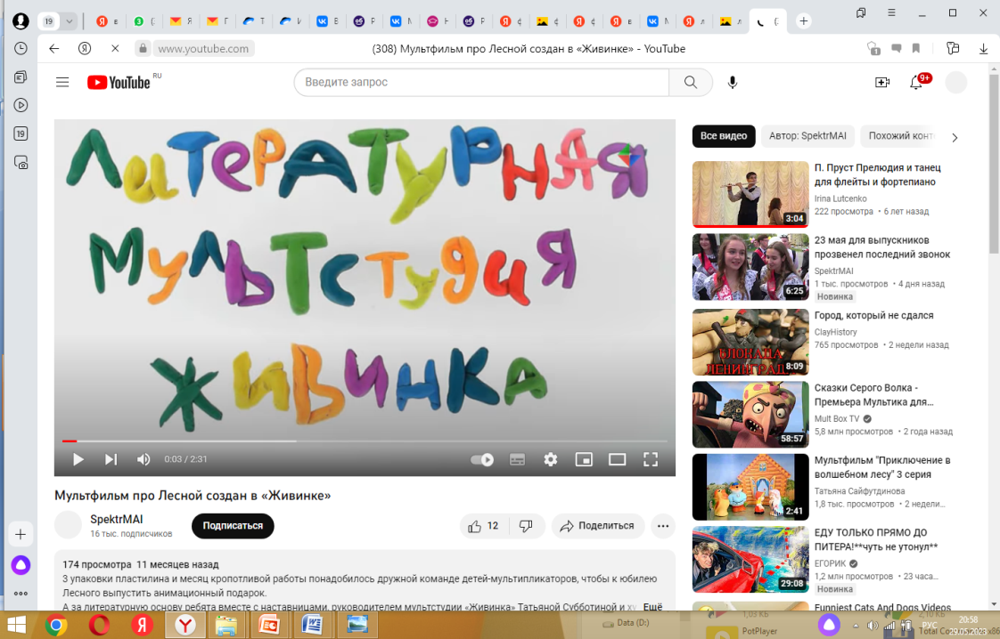 19
www.youtube.com
(308) Мультфильм про Лесной создан в «Живинке» - YouTube
1
19
YouTube RU
Введите запрос
9+
ЛИТЕРАТУРНАЯ
МУЛЬТСТУДИЯ
ЖИВИНКА
0:03 / 2:31
Мультфильм про Лесной создан в «Живинке»
SpektrMAI
16 тыс. подписчиков
Подписаться
12
Поделиться
174 просмотра 11 месяцев назад
3 упаковки пластилина и месяц кропотливой работы понадобилось дружной команде детей-мультипликаторов, чтобы к юбилею
Лесного выпустить анимационный подарок.
А за литературную основу ребята вместе с наставницами, руководителем мультстудии «Живинка» Татьяной Субботиной и ху
Ещё
Все видео
Автор: SpektrMAI
Похожий конт
3:04
П. Пруст Прелюдия и танец
для флейты и фортепиано
Irina Lutcenko
222 просмотра • 6 лет назад
6:25
23 мая для выпускников
прозвенел последний звонок
SpektrMAI
1 тыс. просмотров • 4 дня назад
Новинка
БЛОКАДА
ЛЕНИНГРАДА
8:09
Город, который не сдался
ClayHistory
765 просмотров • 2 недели назад
58:57
Сказки Серого Волка -
Премьера Мультика для...
Mult Box TV
5,8 млн просмотров • 2 года назад
2:41
Мультфильм "Приключение в
волшебном лесу" 3 серия
Татьяна Сайфутдинова
1,8 тыс. просмотров • 2 недели...
29:08
ЕДУ ТОЛЬКО ПРЯМО ДО
ПИТЕРА!**чуть не утонул**
ЕГОРИК
1,2 млн просмотров • 23 часа...
Новинка
Funniest Cats And Dogs Videos
Data (D:)
1,03 КБ
PotPlayer
2,10 КБ
РУС
20:58
29.05.2023